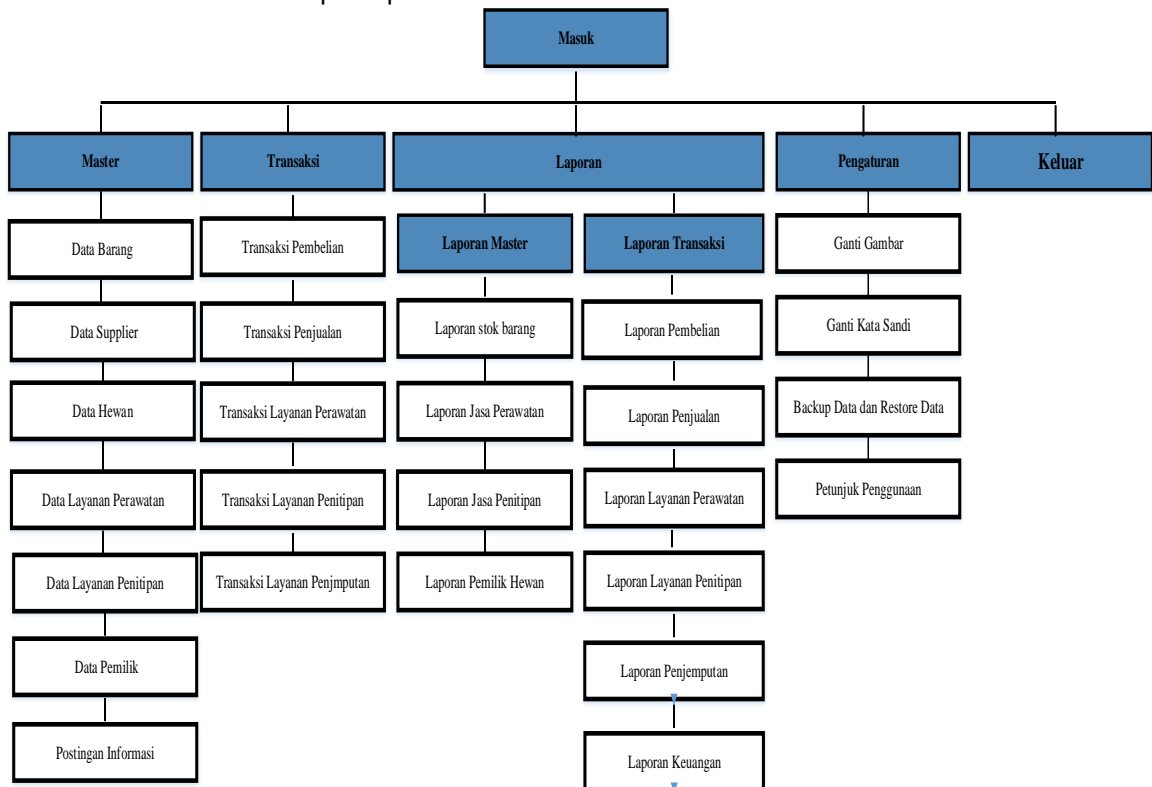 Masuk
Master
Transaksi
Laporan
Pengaturan
Keluar
Data Barang
Data Supplier
Data Hewan
Data Layanan Perawatan
Data Layanan Penitipan
Data Pemilik
Postingan Informasi
Transaksi Pembelian
Transaksi Penjualan
Transaksi Layanan Perawatan
Transaksi Layanan Penitipan
Transaksi Layanan Penjmputan
Laporan Master
Laporan stok barang
Laporan Jasa Perawatan
Laporan Jasa Penitipan
Laporan Pemilik Hewan
Laporan Transaksi
Laporan Pembelian
Laporan Penjualan
Laporan Layanan Perawatan
Laporan Layanan Penitipan
Laporan Penjemputan
Laporan Keuangan
Ganti Gambar
Ganti Kata Sandi
Backup Data dan Restore Data
Petunjuk Penggunaan